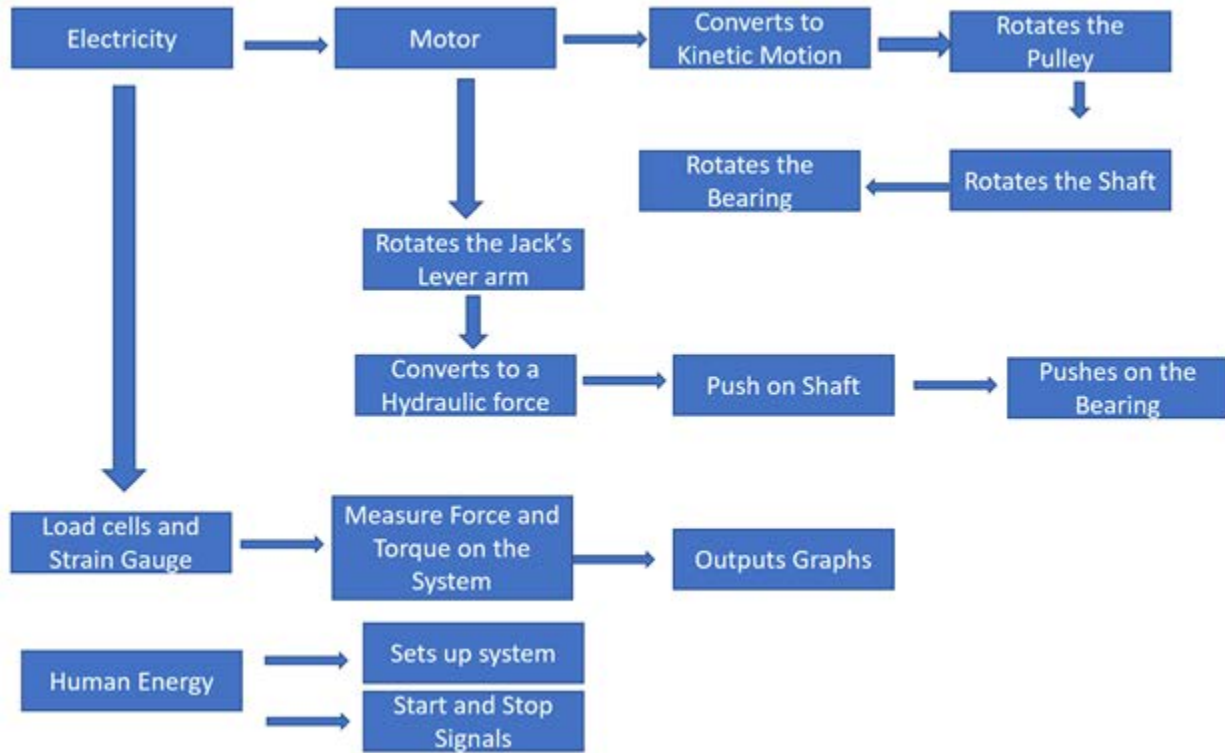 Electricity
Motor
Converts to
Kinetic Motion
Rotates the
Pulley
Rotates the
Bearing
Rotates the Shaft
Rotates the Jack's
Lever arm
Converts to a
Hydraulic force
Push on Shaft
Pushes on the
Bearing
Load cells and
Strain Gauge
Measure Force and
Torque on the
System
Outputs Graphs
Human Energy
Sets up system
Start and Stop
Signals